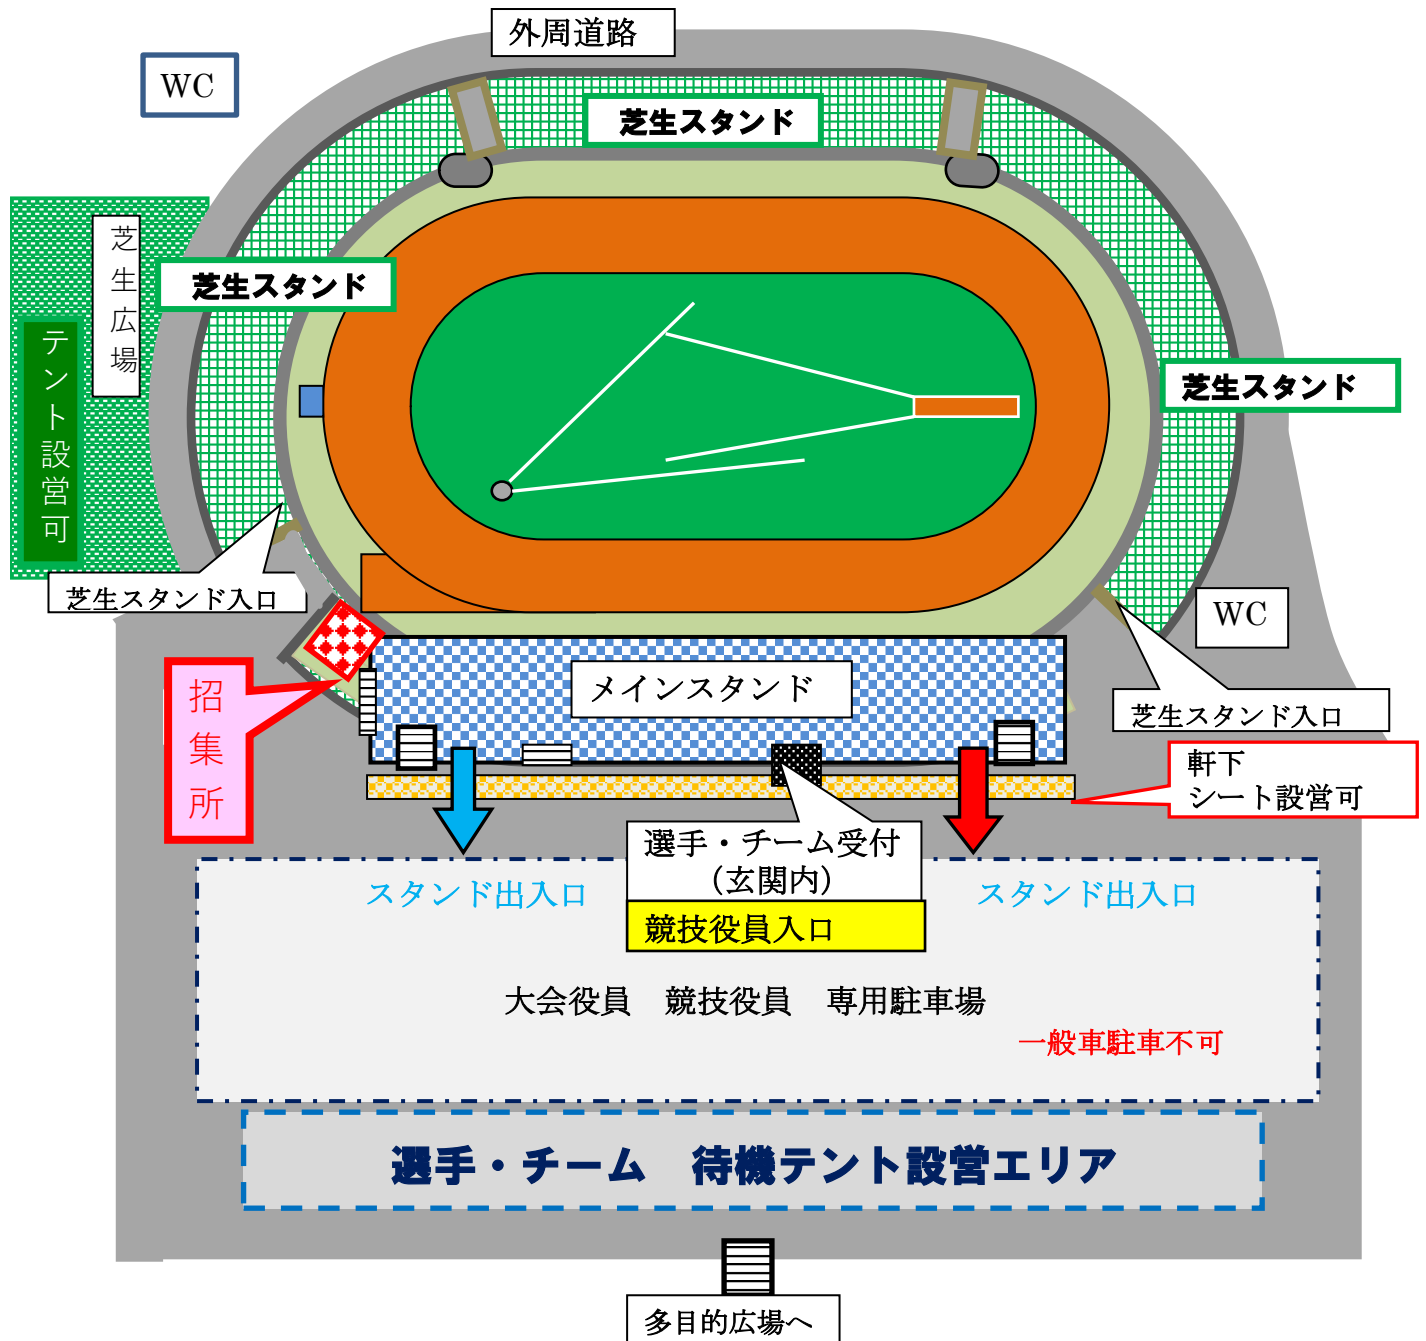 外周道路
WC
芝生スタンド
芝生広場
芝生スタンド
テント設営可
芝生スタンド
芝生スタンド入口
WC
メインスタンド
招集所
芝生スタンド入口
軒下
シート設営可
選手・チーム受付
（玄関内）
スタンド出入口
スタンド出入口
競技役員入口
大会役員　競技役員　専用駐車場
一般車駐車不可
選手・チーム　待機テント設営エリア
多目的広場へ